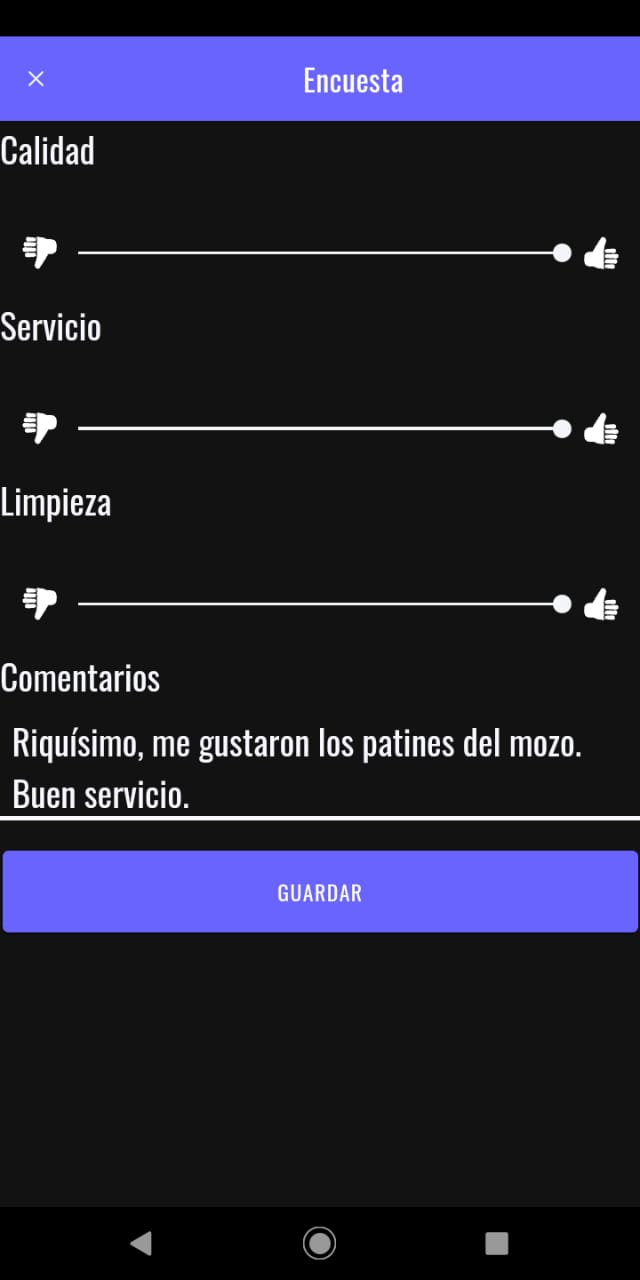 Encuesta
Calidad
Servicio
Limpieza
Comentarios
Riquísimo, me gustaron los patines del mozo.
Buen servicio.
GUARDAR